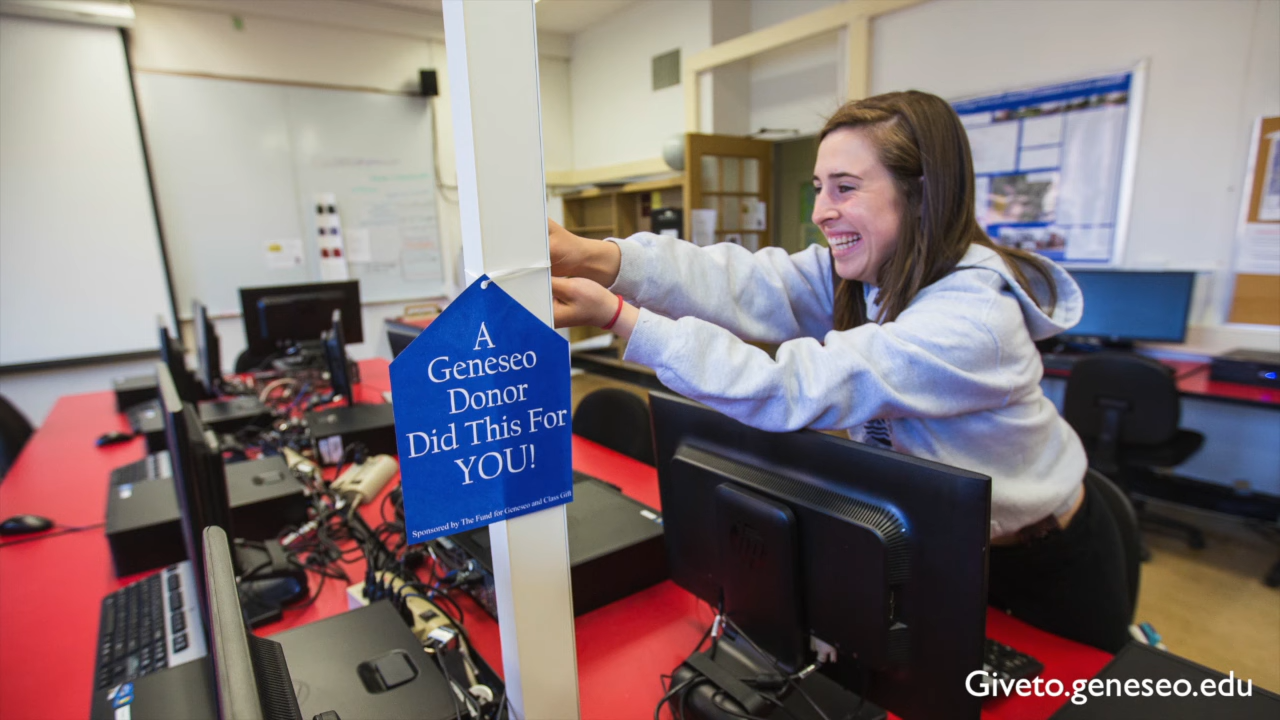 A
Geneseo
Donor
Did This For
YOU!
Sponsored by The Fund for Geneseo and Class Gift
Giveto.geneseo.edu